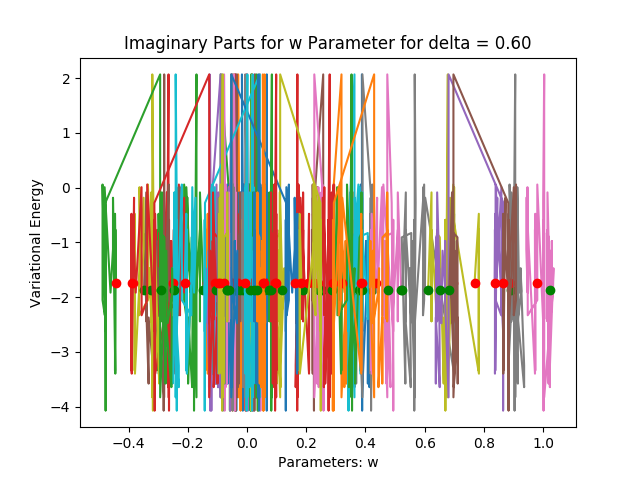 Imaginary Parts for w Parameter for delta = 0.60
Variational Energy
2
1
0
−1
−2
−3
−4
−0.4 −0.2 0.0 0.2 0.4 0.6 0.8 1.0
Parameters: w